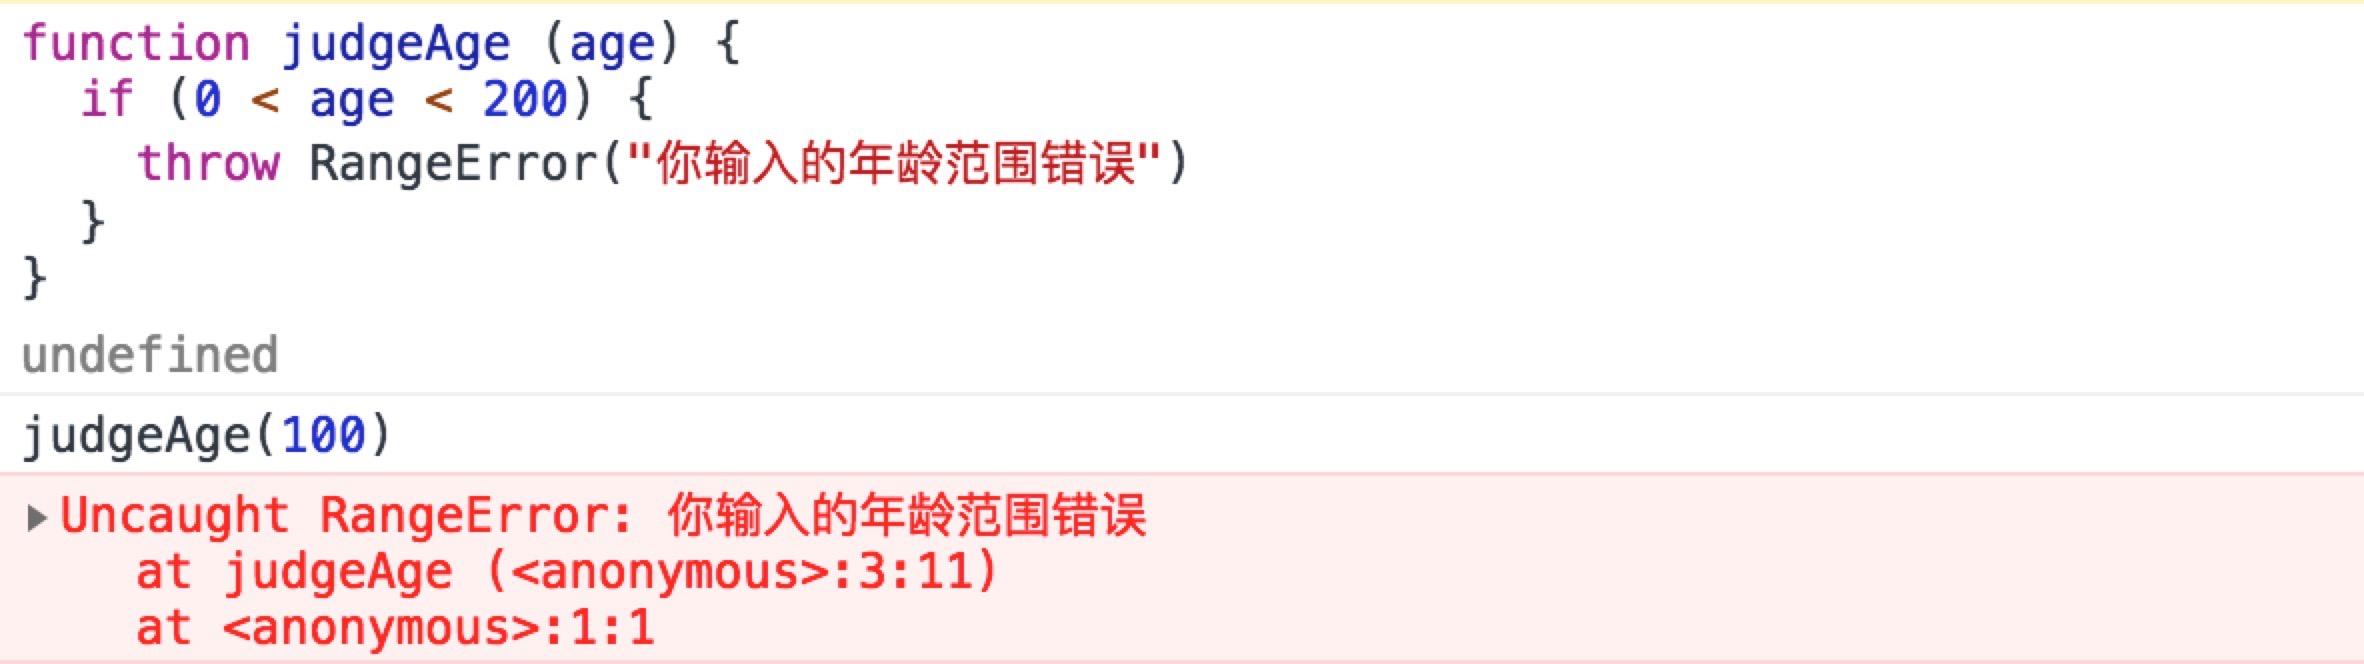 function judgeAge (age) {
  if (0 < age < 200) {
    throw RangeError("你输入的年龄范围错误")
  }
}
undefined
judgeAge(100)
▶Uncaught RangeError: 你输入的年龄范围错误
    at judgeAge (<anonymous>:3:11)
    at <anonymous>:1:1